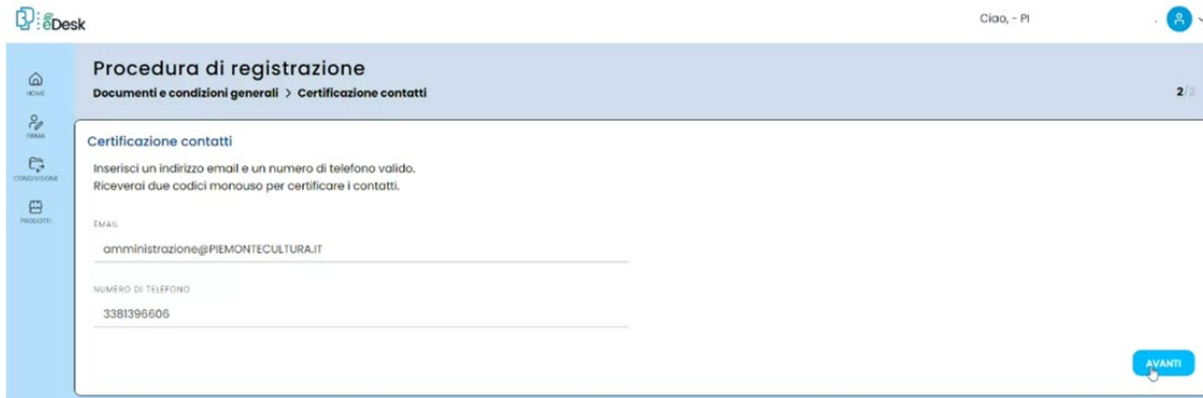 eDesk
Ciao, - PI
Procedura di registrazione
Documenti e condizioni generali > Certificazione contatti
2/2
HOME
FIRMA
CONDIVISIONE
PRODOTTI
Certificazione contatti
Inserisci un indirizzo email e un numero di telefono valido.
Riceverai due codici monouso per certificare i contatti.
EMAIL
amministrazione@PIEMONTECULTURA.IT
NUMERO DI TELEFONO
3381396606
AVANTI